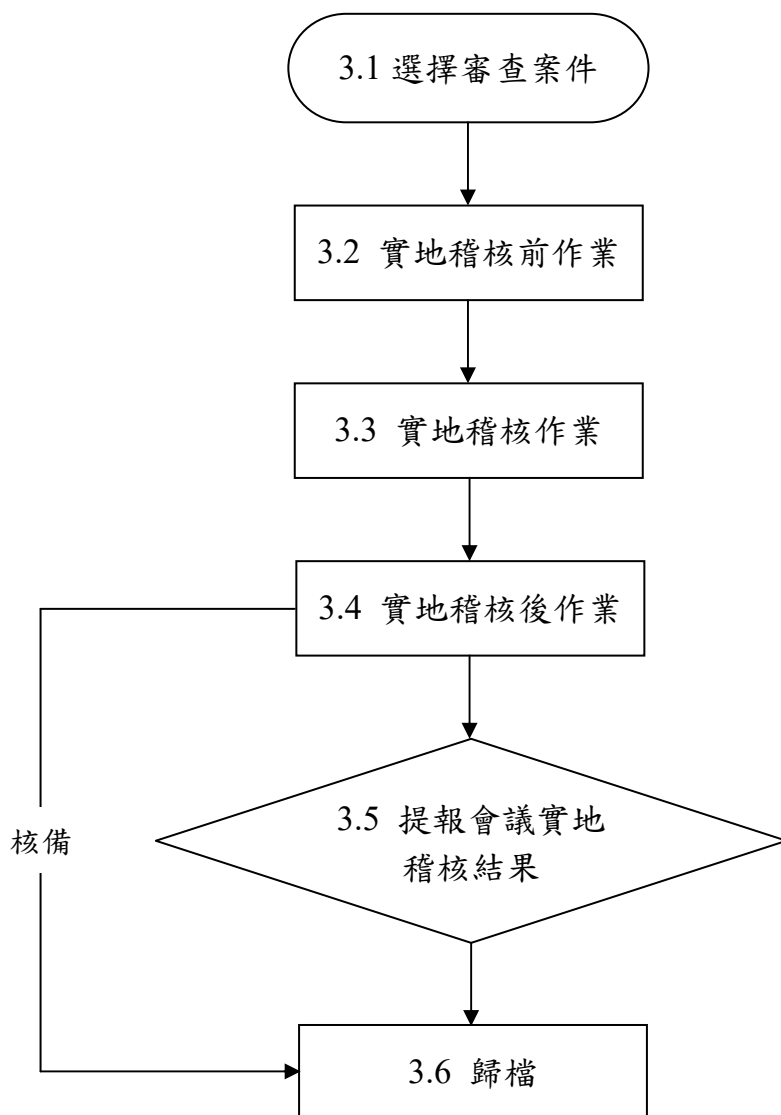 3.1 選擇審查案件
3.2 實地稽核前作業
3.3 實地稽核作業
3.4 實地稽核後作業
核備
3.5 提報會議實地
稽核結果
3.6 歸檔